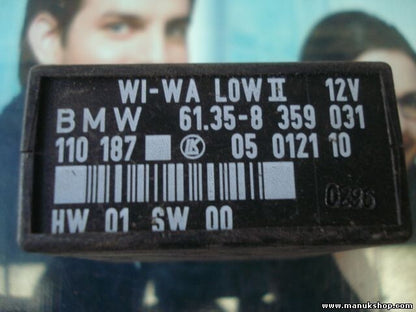 WI-WA LOW II 12V
BMW 61.35-8 359 031
110 187 LK 05 0121 10
HW 01 SW 00
0296
www.manukshop.com